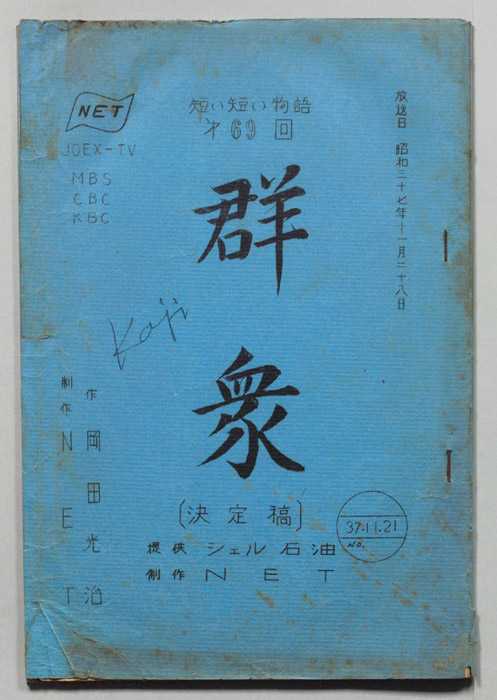 放送日 昭和三十七年十一月二十八日
NET
JOEX-TV
MBS
CBC
KBC
短い短い物語
第69回
群衆
Kaji
作 岡田光治
制作 NET
〔決定稿〕
提供 シェル石油
制作 NET
37.11.21
NO.